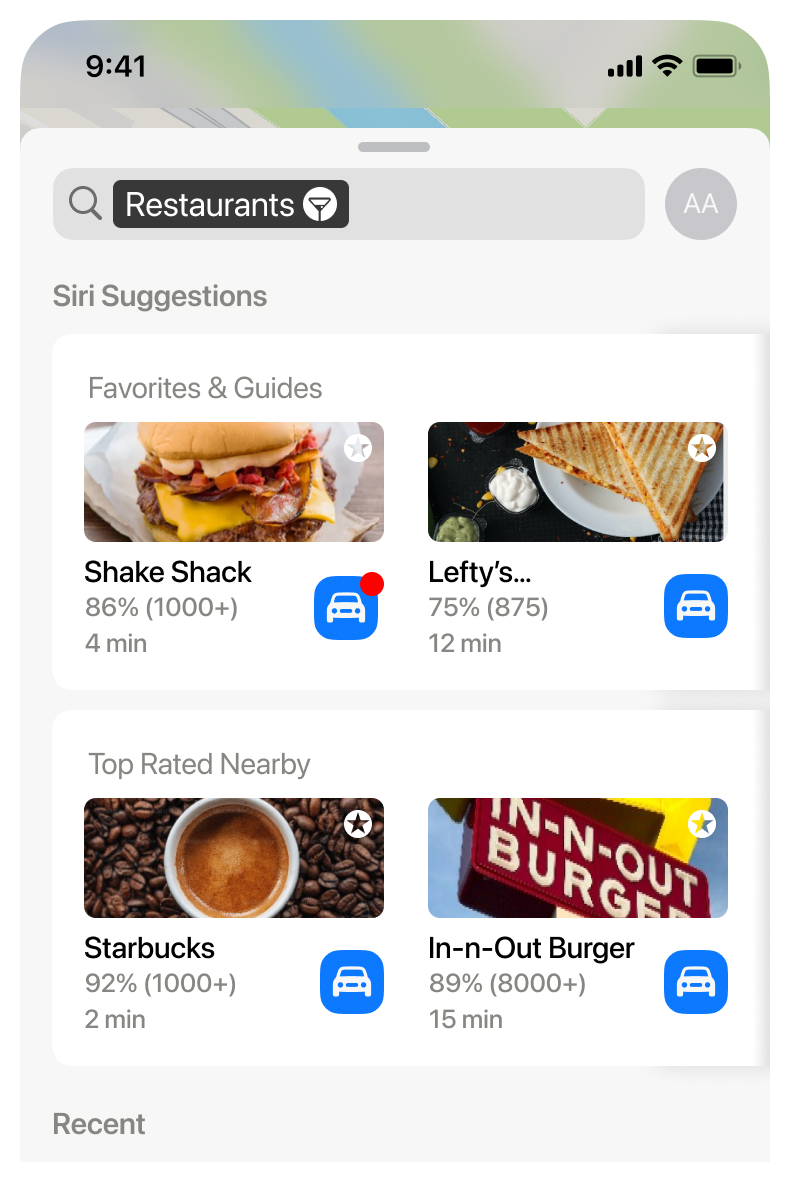 9:41
Restaurants
AA
Siri Suggestions
Favorites & Guides
Shake Shack
86% (1000+)
4 min
Lefty’s...
75% (875)
12 min
Top Rated Nearby
IN-N-OUT
BURGER
Starbucks
92% (1000+)
2 min
In-n-Out Burger
89% (8000+)
15 min
Recent